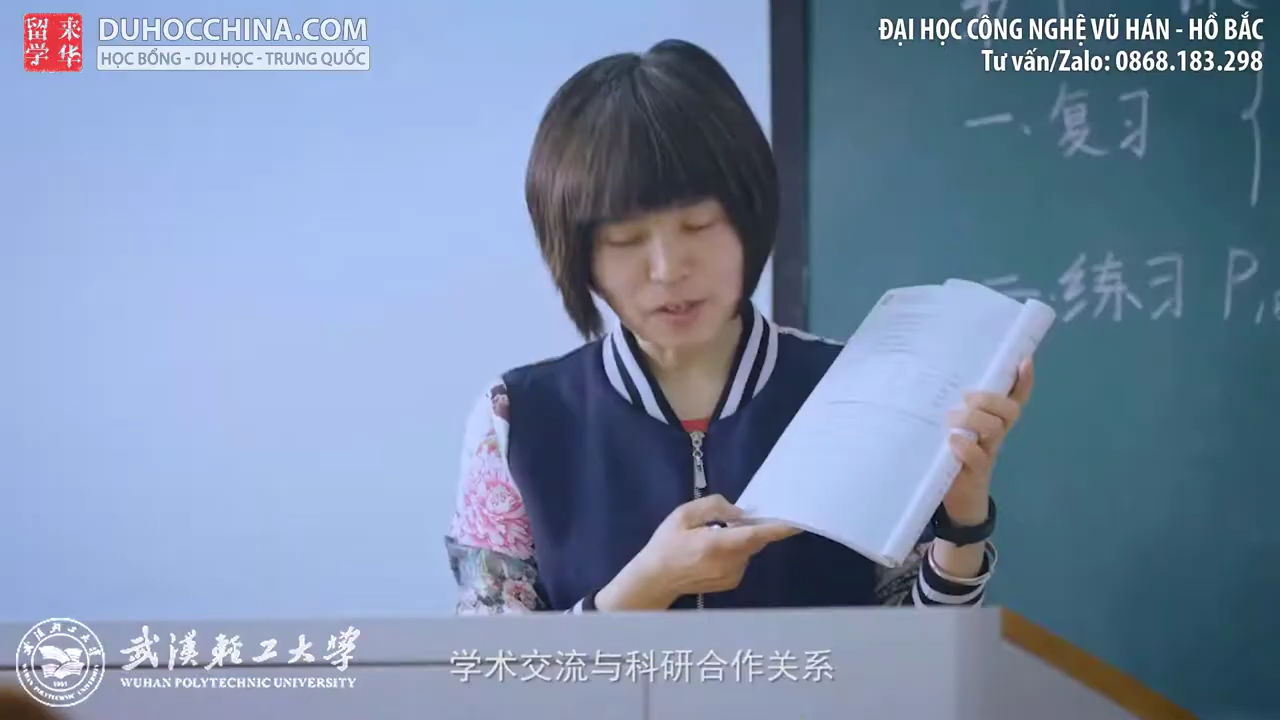 留学
来华
DUHOCCHINA.COM
HỌC BỔNG - DU HỌC - TRUNG QUỐC
ĐẠI HỌC CÔNG NGHỆ VŨ HÁN - HỒ BẮC
Tư vấn/Zalo: 0868.183.298
一、复习
二、练习 P
武漢輕工大學
WUHAN POLYTECHNIC UNIVERSITY
学术交流与科研合作关系